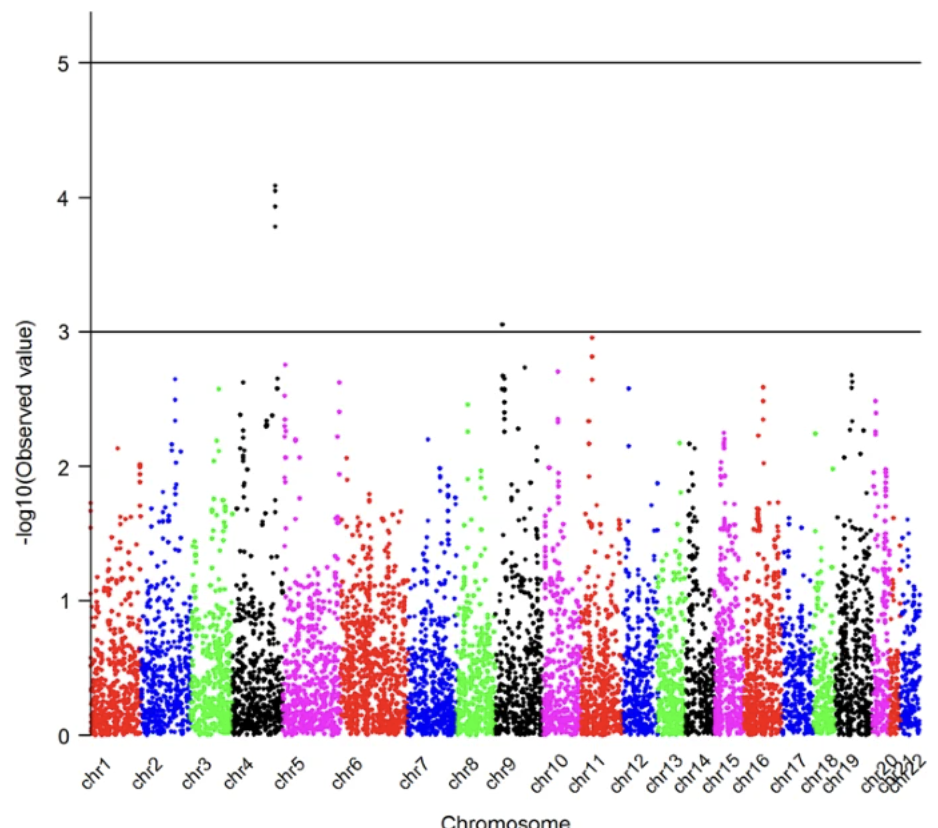 5
4
3
2
1
0
-log10(Observed value)
chr1 chr2 chr3 chr4 chr5 chr6 chr7 chr8 chr9 chr10 chr11 chr12 chr13 chr14 chr15 chr16 chr17 chr18 chr19 chr20 chr21 chr22
Chromosome